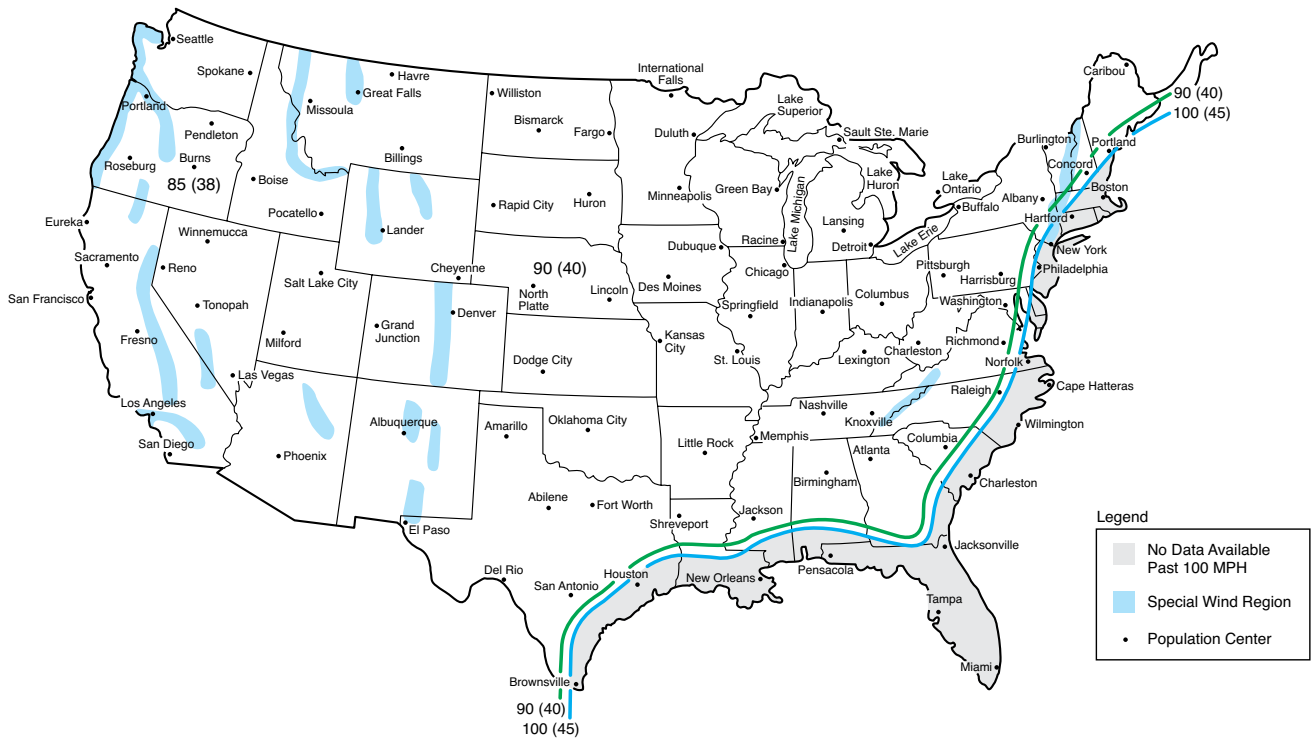 Seattle
Spokane
Portland
Pendleton
Roseburg
Burns
85 (38)
Boise
Pocatello
Missoula
Havre
Great Falls
Billings
Lander
Cheyenne
Williston
Bismarck
Fargo
Rapid City
Huron
International
Falls
Duluth
Minneapolis
Lake
Superior
Sault Ste. Marie
Green Bay
Lake Michigan
Lake
Huron
Lansing
Detroit
Lake Erie
Lake
Ontario
Buffalo
Albany
Burlington
Caribou
Portland
Concord
Boston
Hartford
New York
Philadelphia
90 (40)
100 (45)
Eureka
Sacramento
San Francisco
Fresno
Los Angeles
San Diego
Winnemucca
Reno
Tonopah
Las Vegas
Salt Lake City
Milford
Grand
Junction
Denver
90 (40)
North
Platte
Lincoln
Dubuque
Des Moines
Racine
Chicago
Springfield
Indianapolis
Columbus
Pittsburgh
Harrisburg
Washington
Kansas
City
St. Louis
Lexington
Charleston
Richmond
Norfolk
Dodge City
Raleigh
Cape Hatteras
Nashville
Knoxville
Wilmington
Phoenix
Albuquerque
Amarillo
Oklahoma City
Little Rock
Memphis
Atlanta
Columbia
Charleston
Birmingham
Abilene
Fort Worth
Shreveport
Jackson
El Paso
Del Rio
San Antonio
Houston
New Orleans
Pensacola
Jacksonville
Tampa
Miami
Brownsville
90 (40)
100 (45)
Legend
No Data Available
Past 100 MPH
Special Wind Region
Population Center